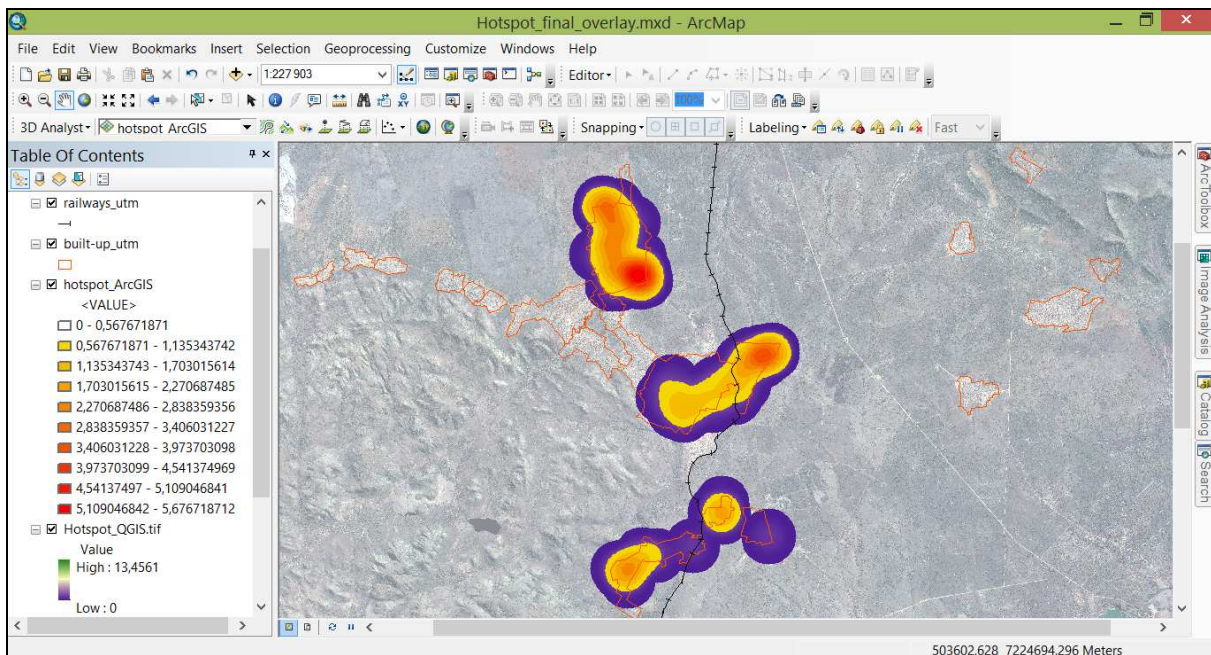 Hotspot_final_overlay.mxd - ArcMap
File Edit View Bookmarks Insert Selection Geoprocessing Customize Windows Help
1:227 903 Editor
100%
3D Analyst hotspot ArcGIS Snapping Labeling Fast
Table Of Contents
railways_utm
built-up_utm
hotspot_ArcGIS
<VALUE>
0 - 0,567671871
0,567671871 - 1,135343742
1,135343743 - 1,703015614
1,703015615 - 2,270687485
2,270687486 - 2,838359356
2,838359357 - 3,406031227
3,406031228 - 3,973703098
3,973703099 - 4,541374969
4,54137497 - 5,109046841
5,109046842 - 5,676718712
Hotspot_QGIS.tif
Value
High : 13,4561
Low : 0
ArcToolbox
Image Analysis
Catalog
Search
503602,628 7224694,296 Meters